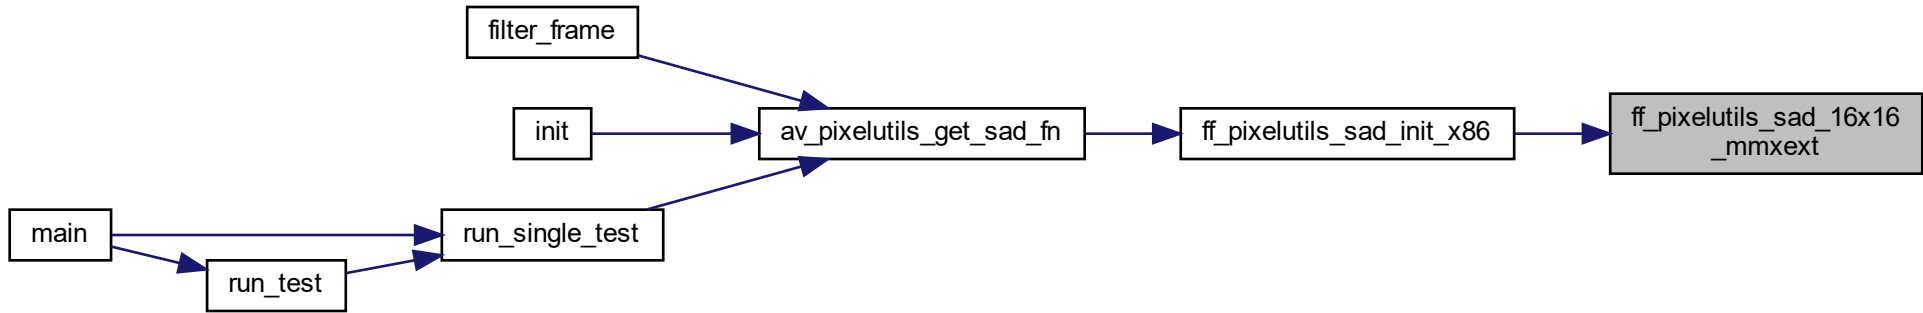 filter_frame
init
av_pixelutils_get_sad_fn
ff_pixelutils_sad_init_x86
ff_pixelutils_sad_16x16
_mmxext
main
run_single_test
run_test